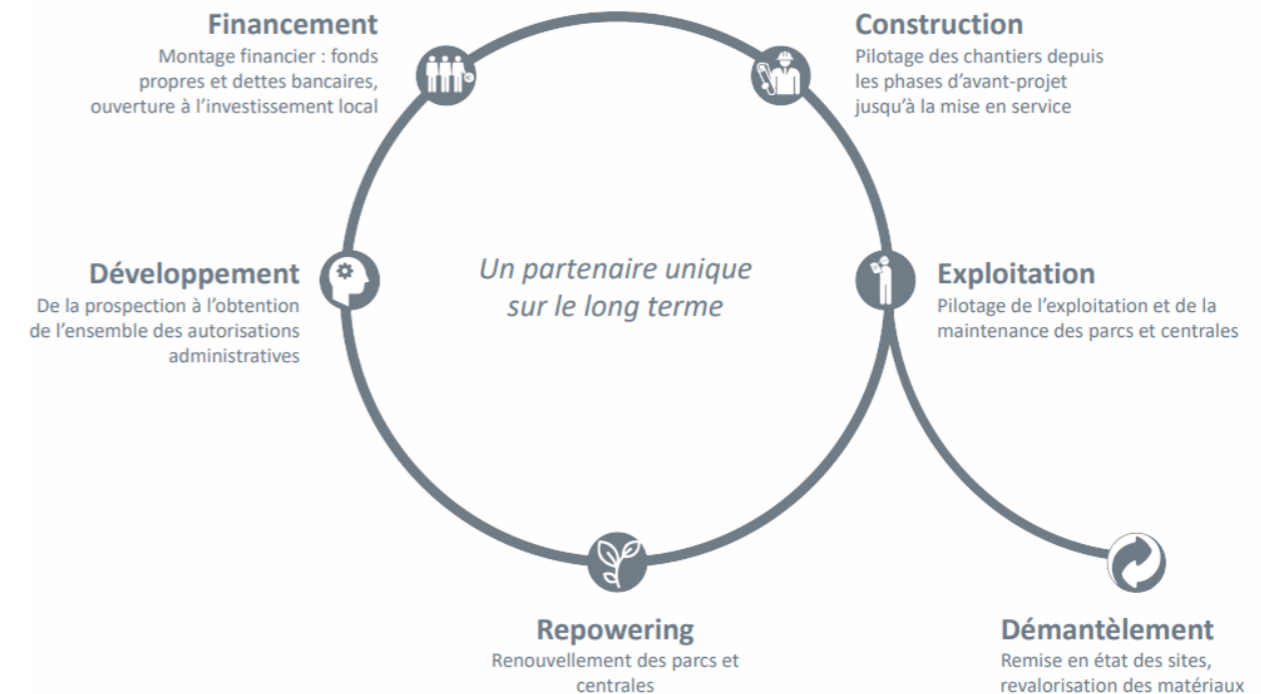 Financement
Montage financier : fonds
propres et dettes bancaires,
ouverture à l'investissement local
Construction
Pilotage des chantiers depuis
les phases d'avant-projet
jusqu'à la mise en service
Développement
De la prospection à l'obtention
de l'ensemble des autorisations
administratives
Un partenaire unique
sur le long terme
Exploitation
Pilotage de l'exploitation et de la
maintenance des parcs et centrales
Repowering
Renouvellement des parcs et
centrales
Démantèlement
Remise en état des sites,
revalorisation des matériaux